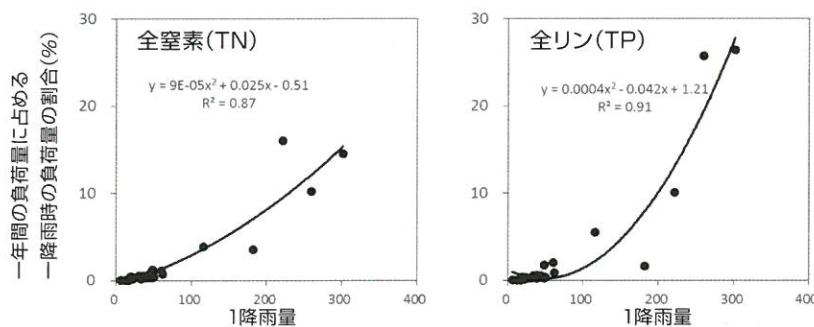 一年間の負荷量に占める
一降雨時の負荷量の割合(%)
全窒素(TN)
y = 9E-05x² + 0.025x - 0.51
R² = 0.87
30
20
10
0
0 100 200 300 400
1降雨量
全リン(TP)
y = 0.0004x² - 0.042x + 1.21
R² = 0.91
30
20
10
0
0 100 200 300 400
1降雨量